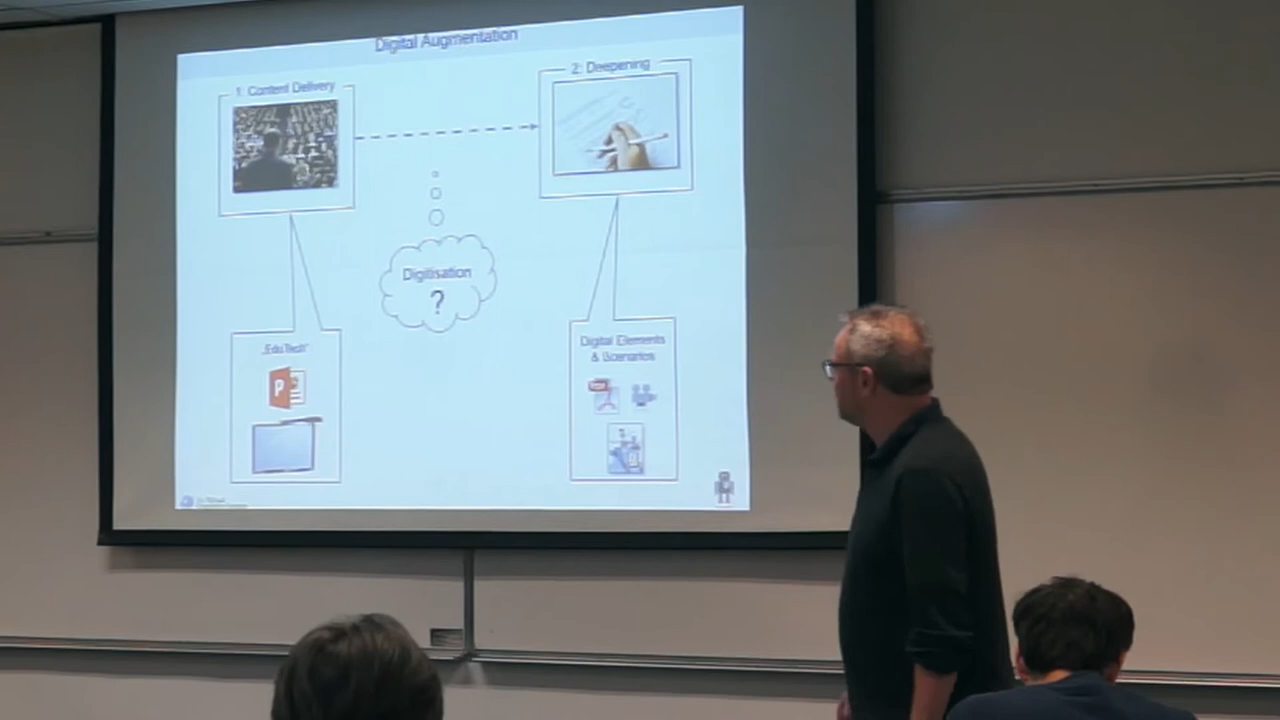 Digital Augmentation
1: Content Delivery
2: Deepening
Digitisation
?
„EduTech“
P
Digital Elements
& Scenarios